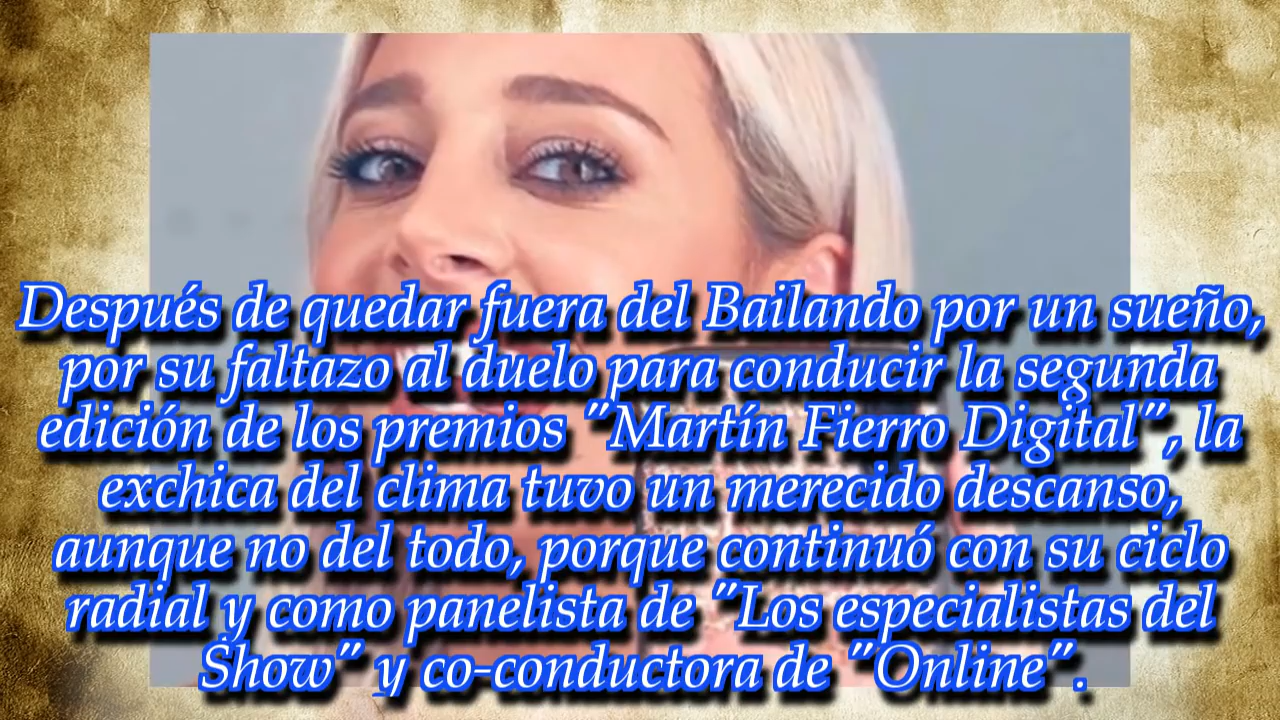 Después de quedar fuera del Bailando por un sueño,
por su faltazo al duelo para conducir la segunda
edición de los premios "Martín Fierro Digital", la
exchica del clima tuvo un merecido descanso,
aunque no del todo, porque continuó con su ciclo
radial y como panelista de "Los especialistas del
Show" y co-conductora de "Online".